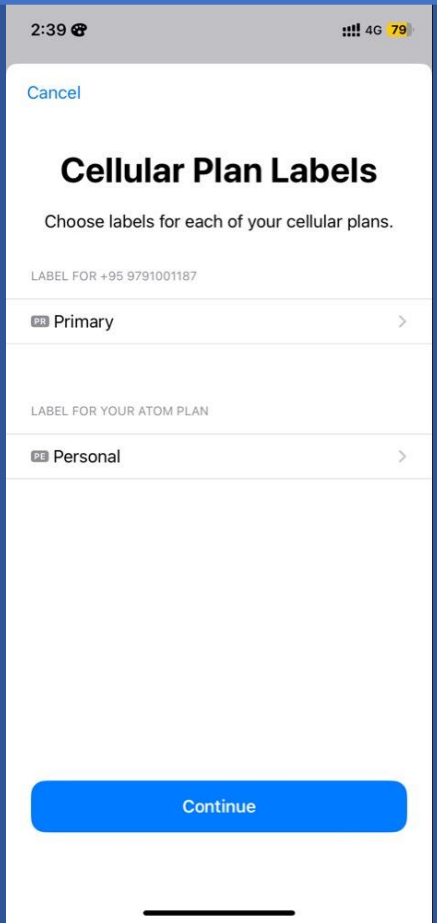 2:39
4G 79
Cancel
Cellular Plan Labels
Choose labels for each of your cellular plans.
LABEL FOR +95 9791001187
PR Primary
LABEL FOR YOUR ATOM PLAN
PE Personal
Continue